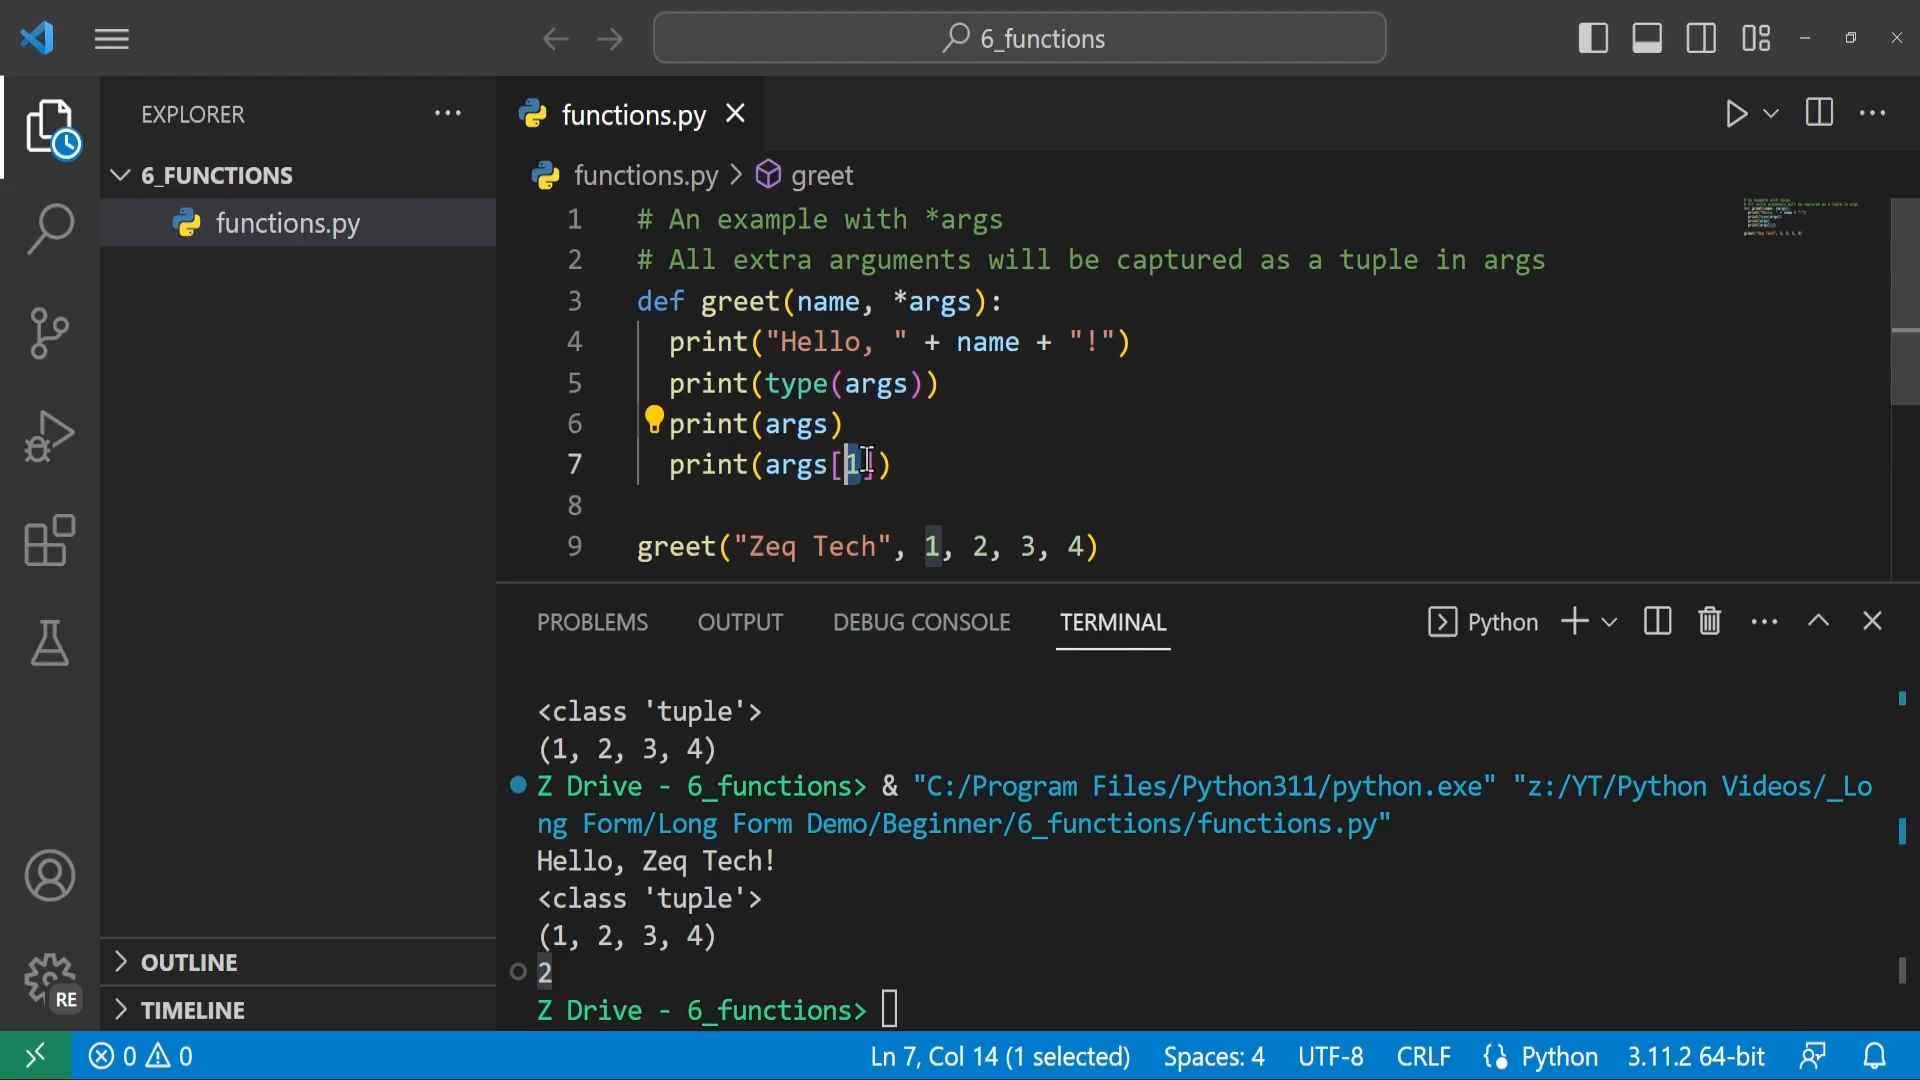 6_functions
EXPLORER
6_FUNCTIONS
functions.py
OUTLINE
TIMELINE
RE
functions.py
functions.py > greet
1 # An example with *args
2 # All extra arguments will be captured as a tuple in args
3 def greet(name, *args):
4 print("Hello, " + name + "!")
5 print(type(args))
6 print(args)
7 print(args[1])
8
9 greet("Zeq Tech", 1, 2, 3, 4)
PROBLEMS OUTPUT DEBUG CONSOLE TERMINAL Python
<class 'tuple'>
(1, 2, 3, 4)
Z Drive - 6_functions> & "C:/Program Files/Python311/python.exe" "z:/YT/Python Videos/_Lo
ng Form/Long Form Demo/Beginner/6_functions/functions.py"
Hello, Zeq Tech!
<class 'tuple'>
(1, 2, 3, 4)
2
Z Drive - 6_functions>
0 0 Ln 7, Col 14 (1 selected) Spaces: 4 UTF-8 CRLF Python 3.11.2 64-bit